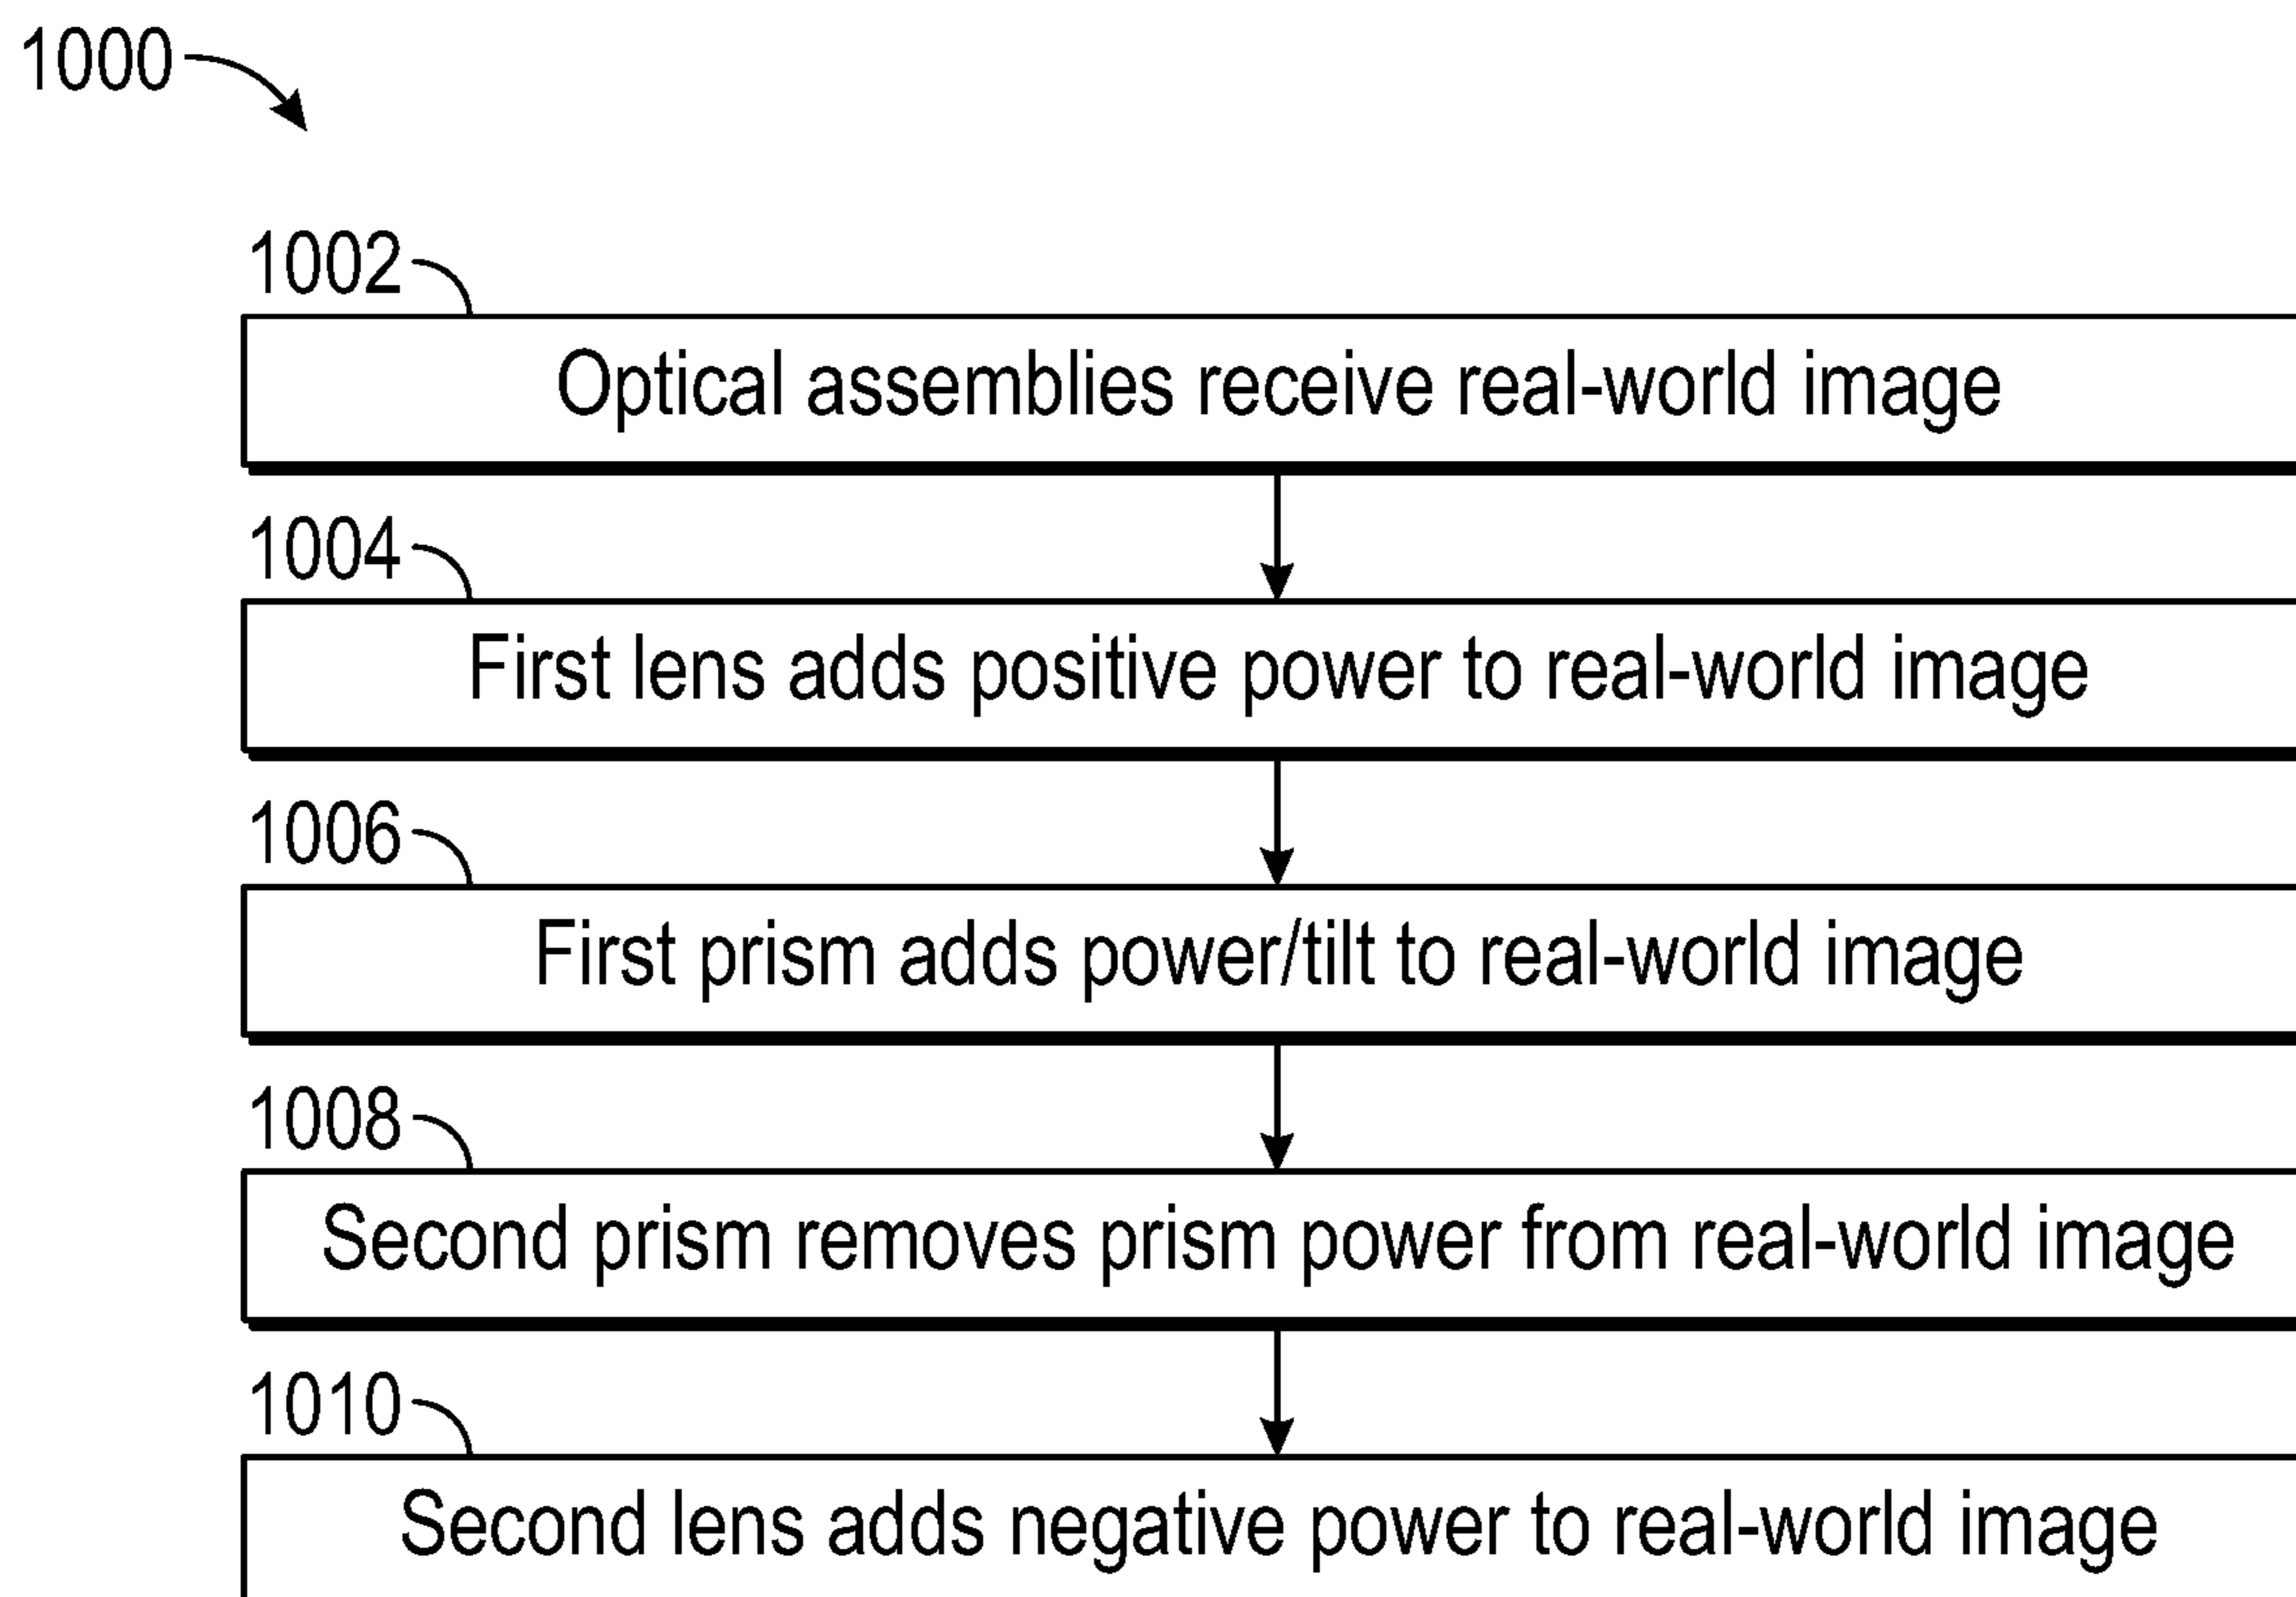 1000
1002
Optical assemblies receive real-world image
1004
First lens adds positive power to real-world image
1006
First prism adds power/tilt to real-world image
1008
Second prism removes prism power from real-world image
1010
Second lens adds negative power to real-world image